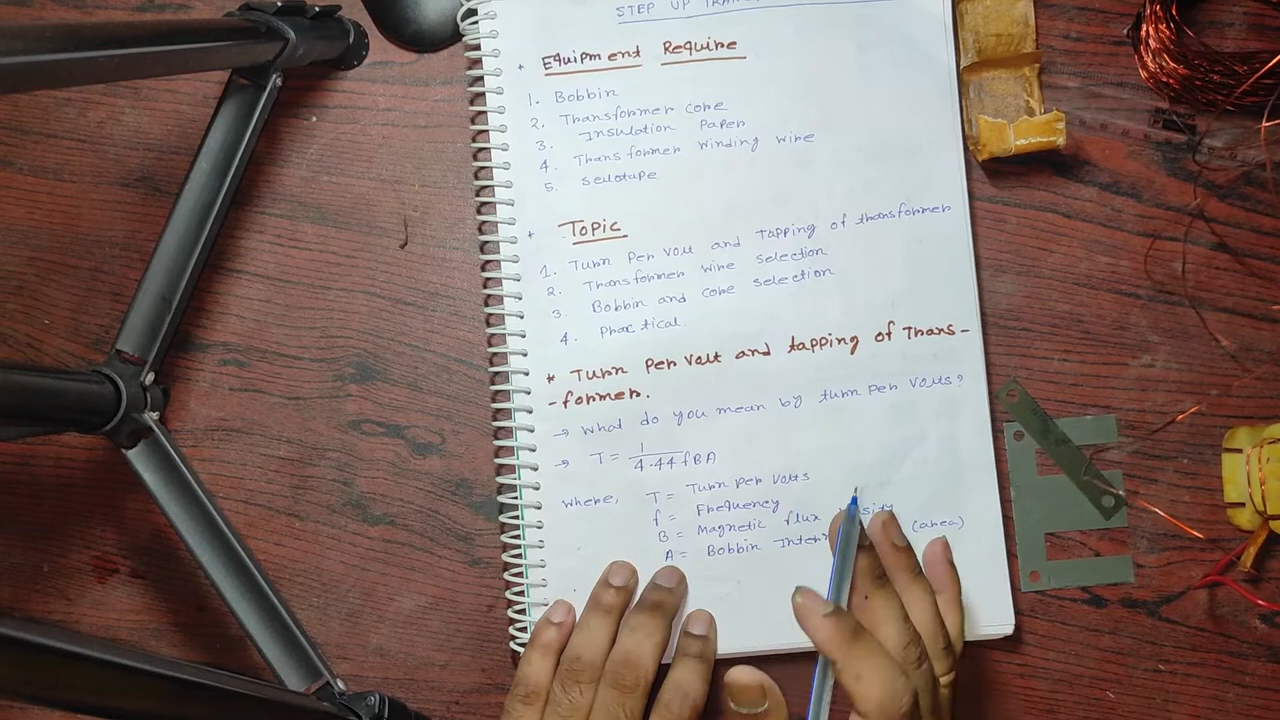 STEP UP
* Equipment Require
1. Bobbin
2. Transformer core
3. Insulation Paper
4. Transformer winding wire
5. sellotape
* Topic
1. Turn per volt and tapping of transformer
2. Transformer wire selection
3. Bobbin and core selection
4. Practical
* Turn per volt and tapping of Trans-
-former.
→ What do you mean by turn per volts?
→ T = 1/4.44fBA
where, T = Turn per volts
f = Frequency
B = Magnetic flux
A = Bobbin (area)